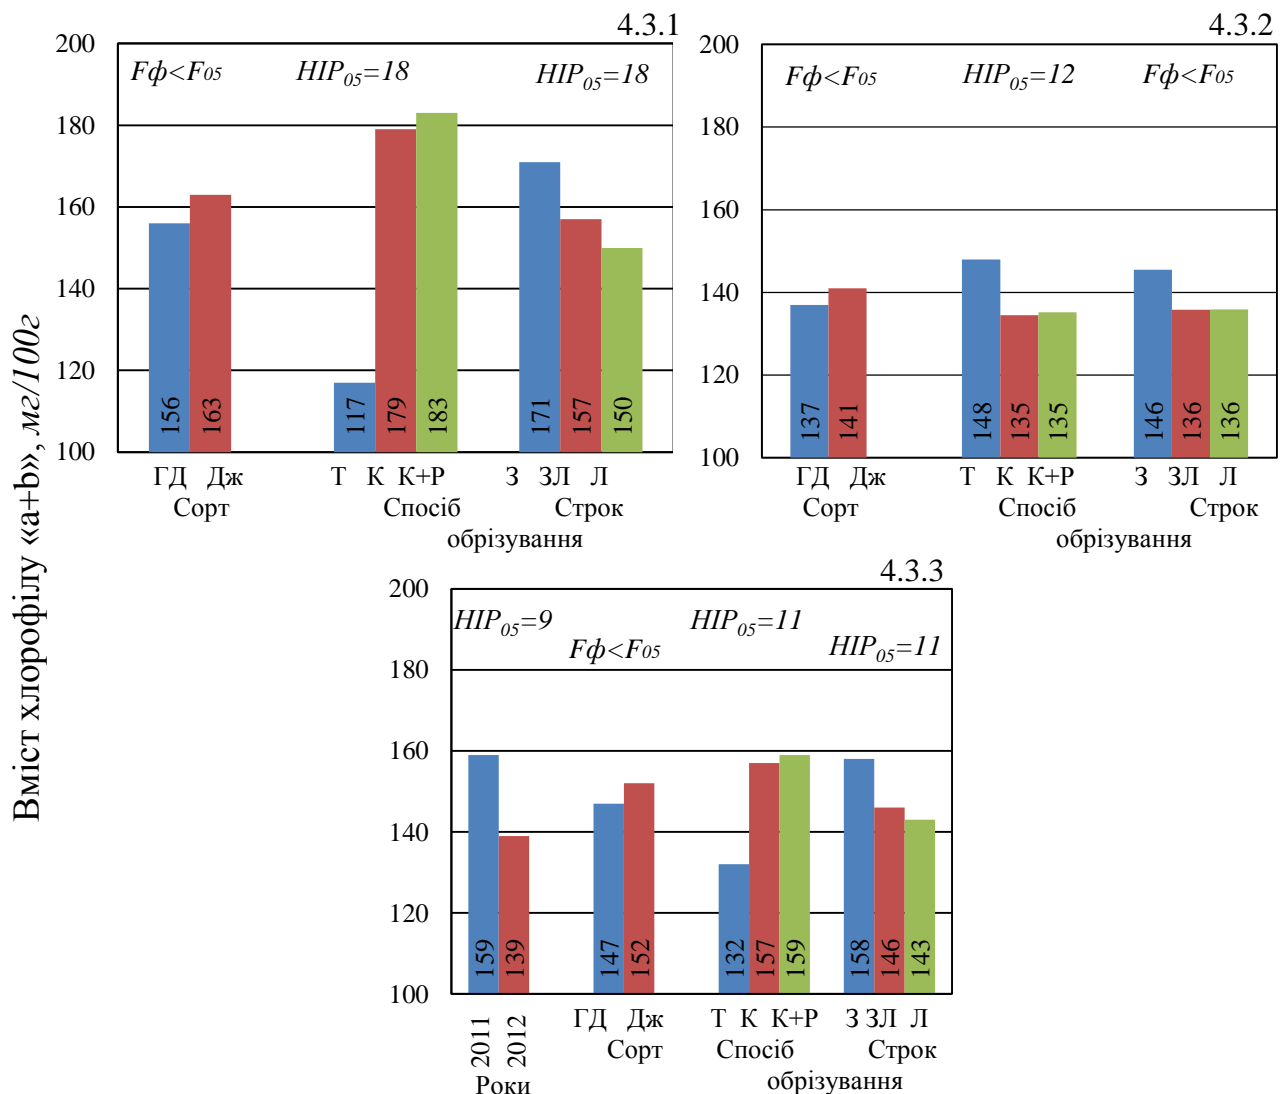 Вміст хлорофілу «a+b», мг/100г
4.3.1
Fф<F05 НІР05=18 НІР05=18
200
180
160
140
120
100
156 163 117 179 183 171 157 150
ГД Дж Т К К+Р З ЗЛ Л
Сорт Спосіб Строк
обрізування
4.3.2
Fф<F05 НІР05=12 Fф<F05
200
180
160
140
120
100
137 141 148 135 135 146 136 136
ГД Дж Т К К+Р З ЗЛ Л
Сорт Спосіб Строк
обрізування
4.3.3
НІР05=9 Fф<F05 НІР05=11 НІР05=11
200
180
160
140
120
100
159 139 147 152 132 157 159 158 146 143
2011 2012 ГД Дж Т К К+Р З ЗЛ Л
Роки Сорт Спосіб Строк
обрізування